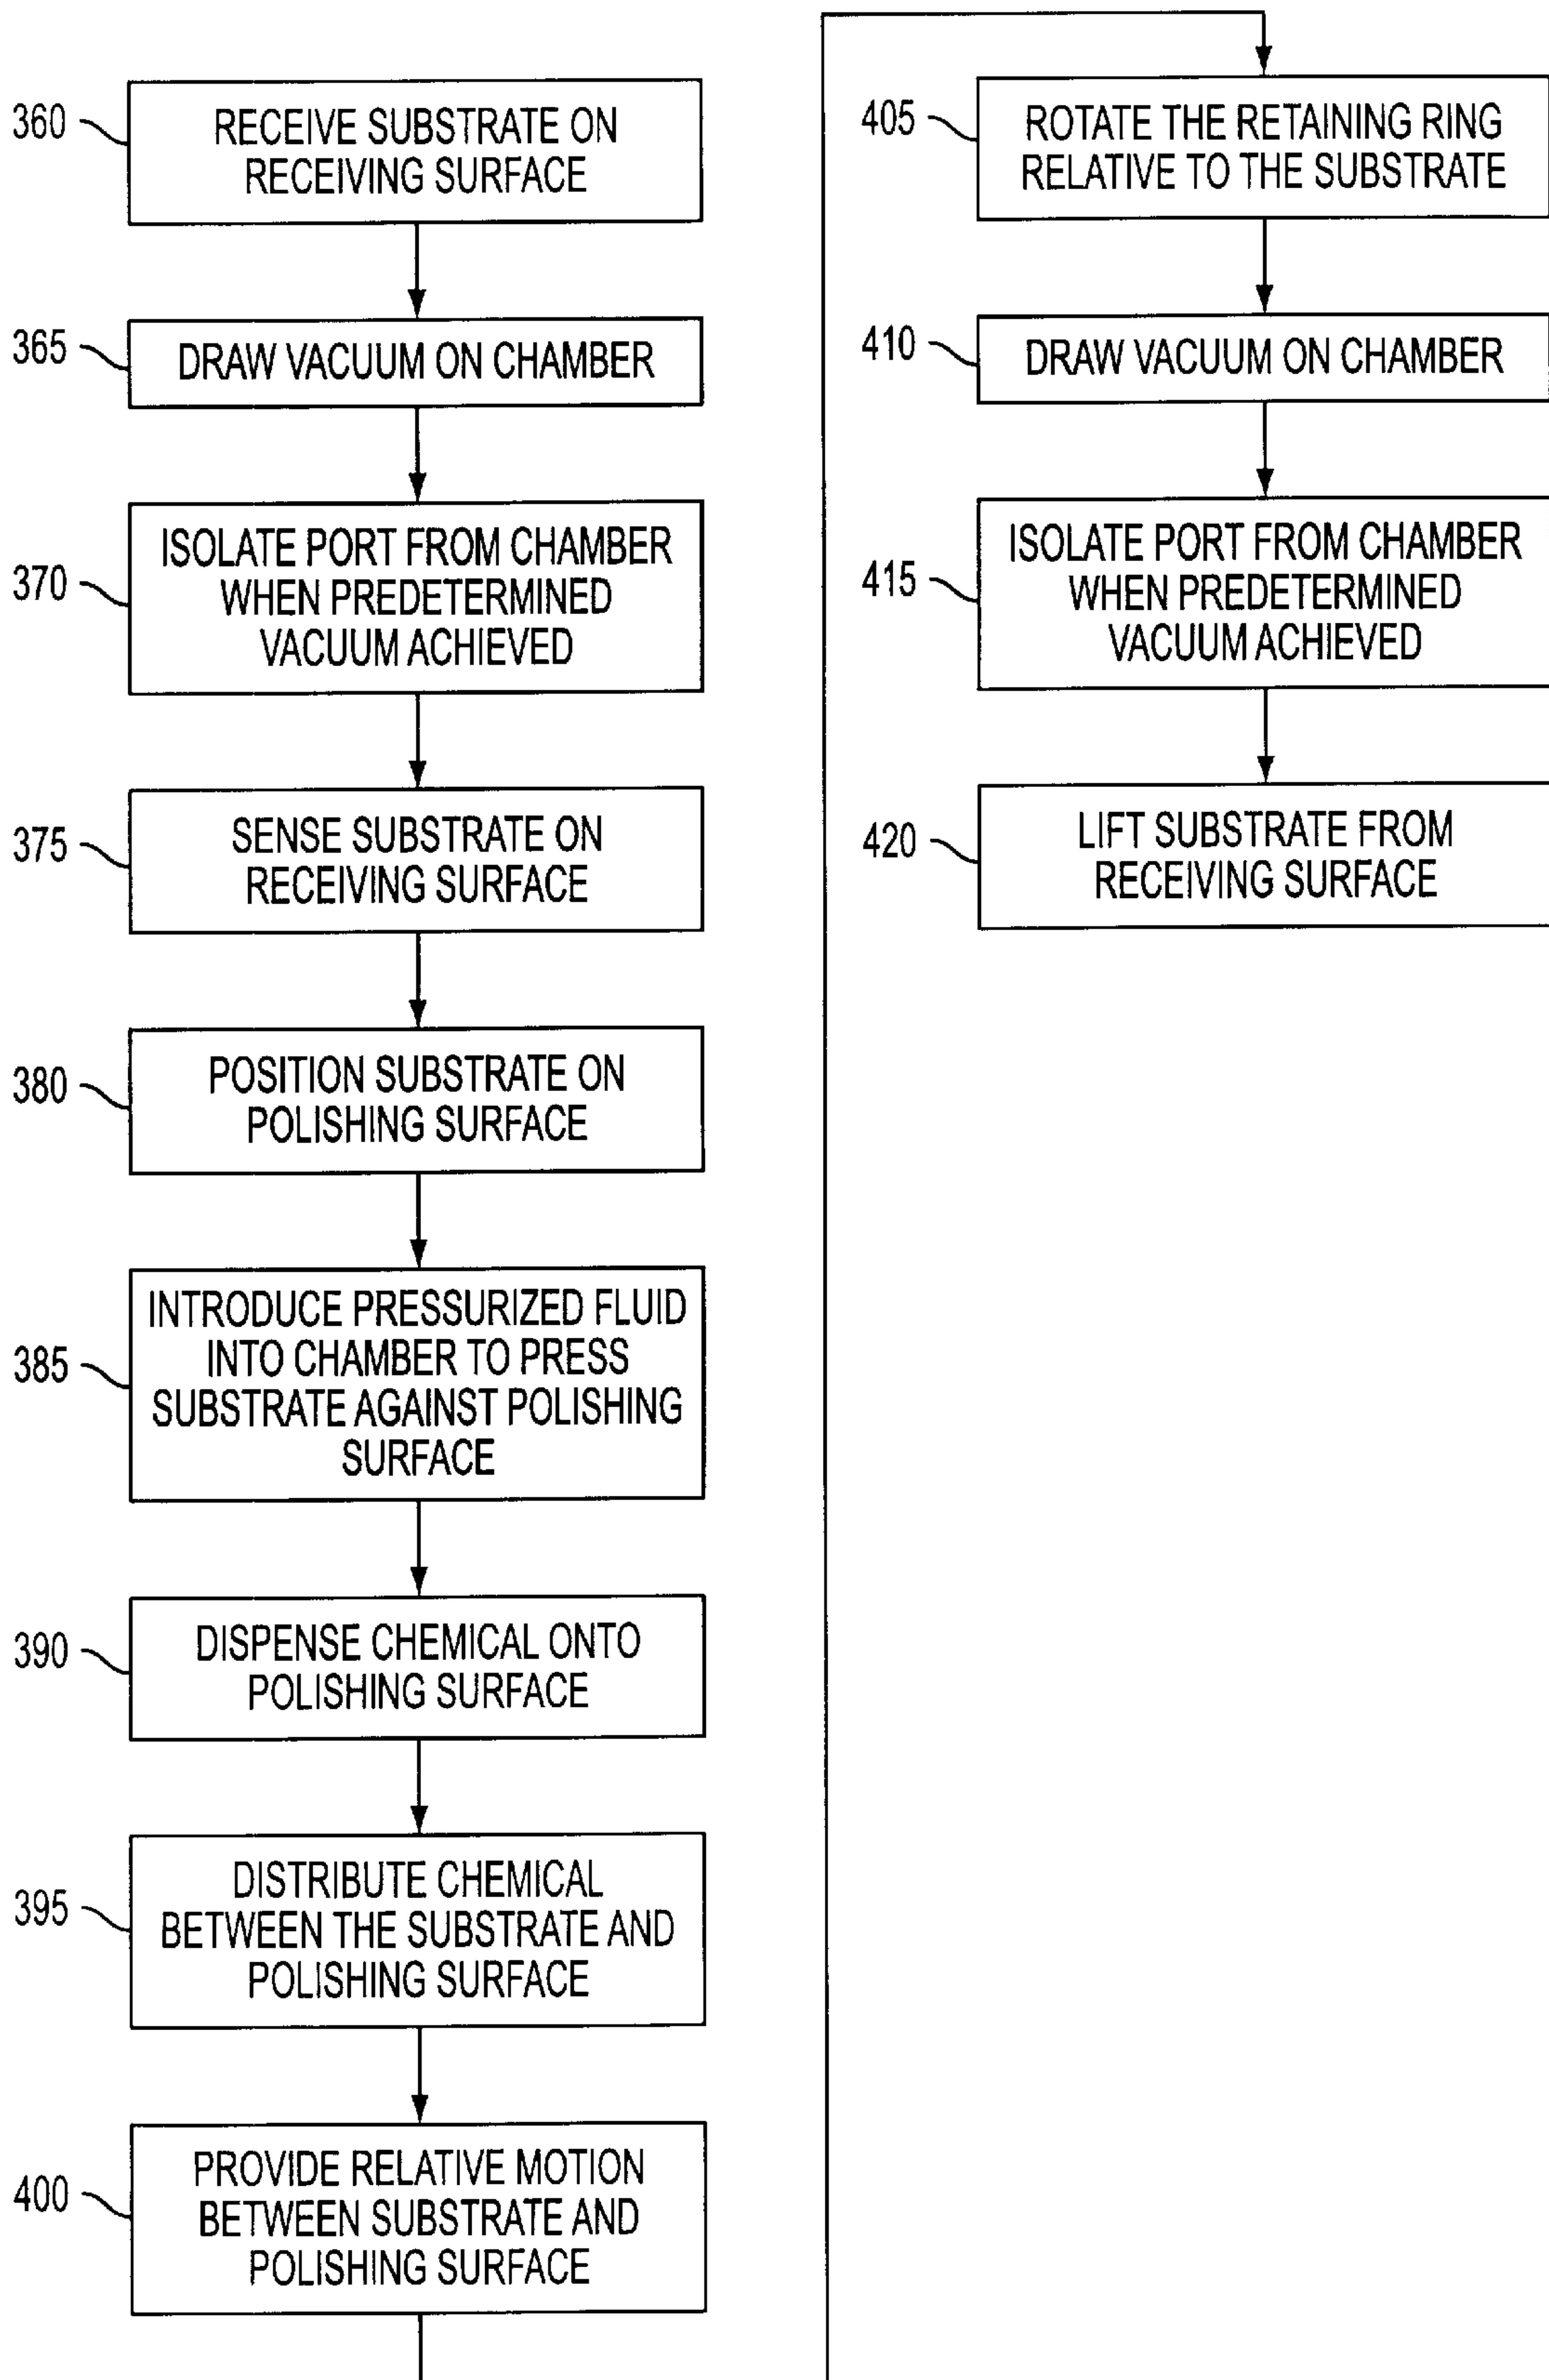 360
RECEIVE SUBSTRATE ON
RECEIVING SURFACE
365
DRAW VACUUM ON CHAMBER
370
ISOLATE PORT FROM CHAMBER
WHEN PREDETERMINED
VACUUM ACHIEVED
375
SENSE SUBSTRATE ON
RECEIVING SURFACE
380
POSITION SUBSTRATE ON
POLISHING SURFACE
385
INTRODUCE PRESSURIZED FLUID
INTO CHAMBER TO PRESS
SUBSTRATE AGAINST POLISHING
SURFACE
390
DISPENSE CHEMICAL ONTO
POLISHING SURFACE
395
DISTRIBUTE CHEMICAL
BETWEEN THE SUBSTRATE AND
POLISHING SURFACE
400
PROVIDE RELATIVE MOTION
BETWEEN SUBSTRATE AND
POLISHING SURFACE
405
ROTATE THE RETAINING RING
RELATIVE TO THE SUBSTRATE
410
DRAW VACUUM ON CHAMBER
415
ISOLATE PORT FROM CHAMBER
WHEN PREDETERMINED
VACUUM ACHIEVED
420
LIFT SUBSTRATE FROM
RECEIVING SURFACE